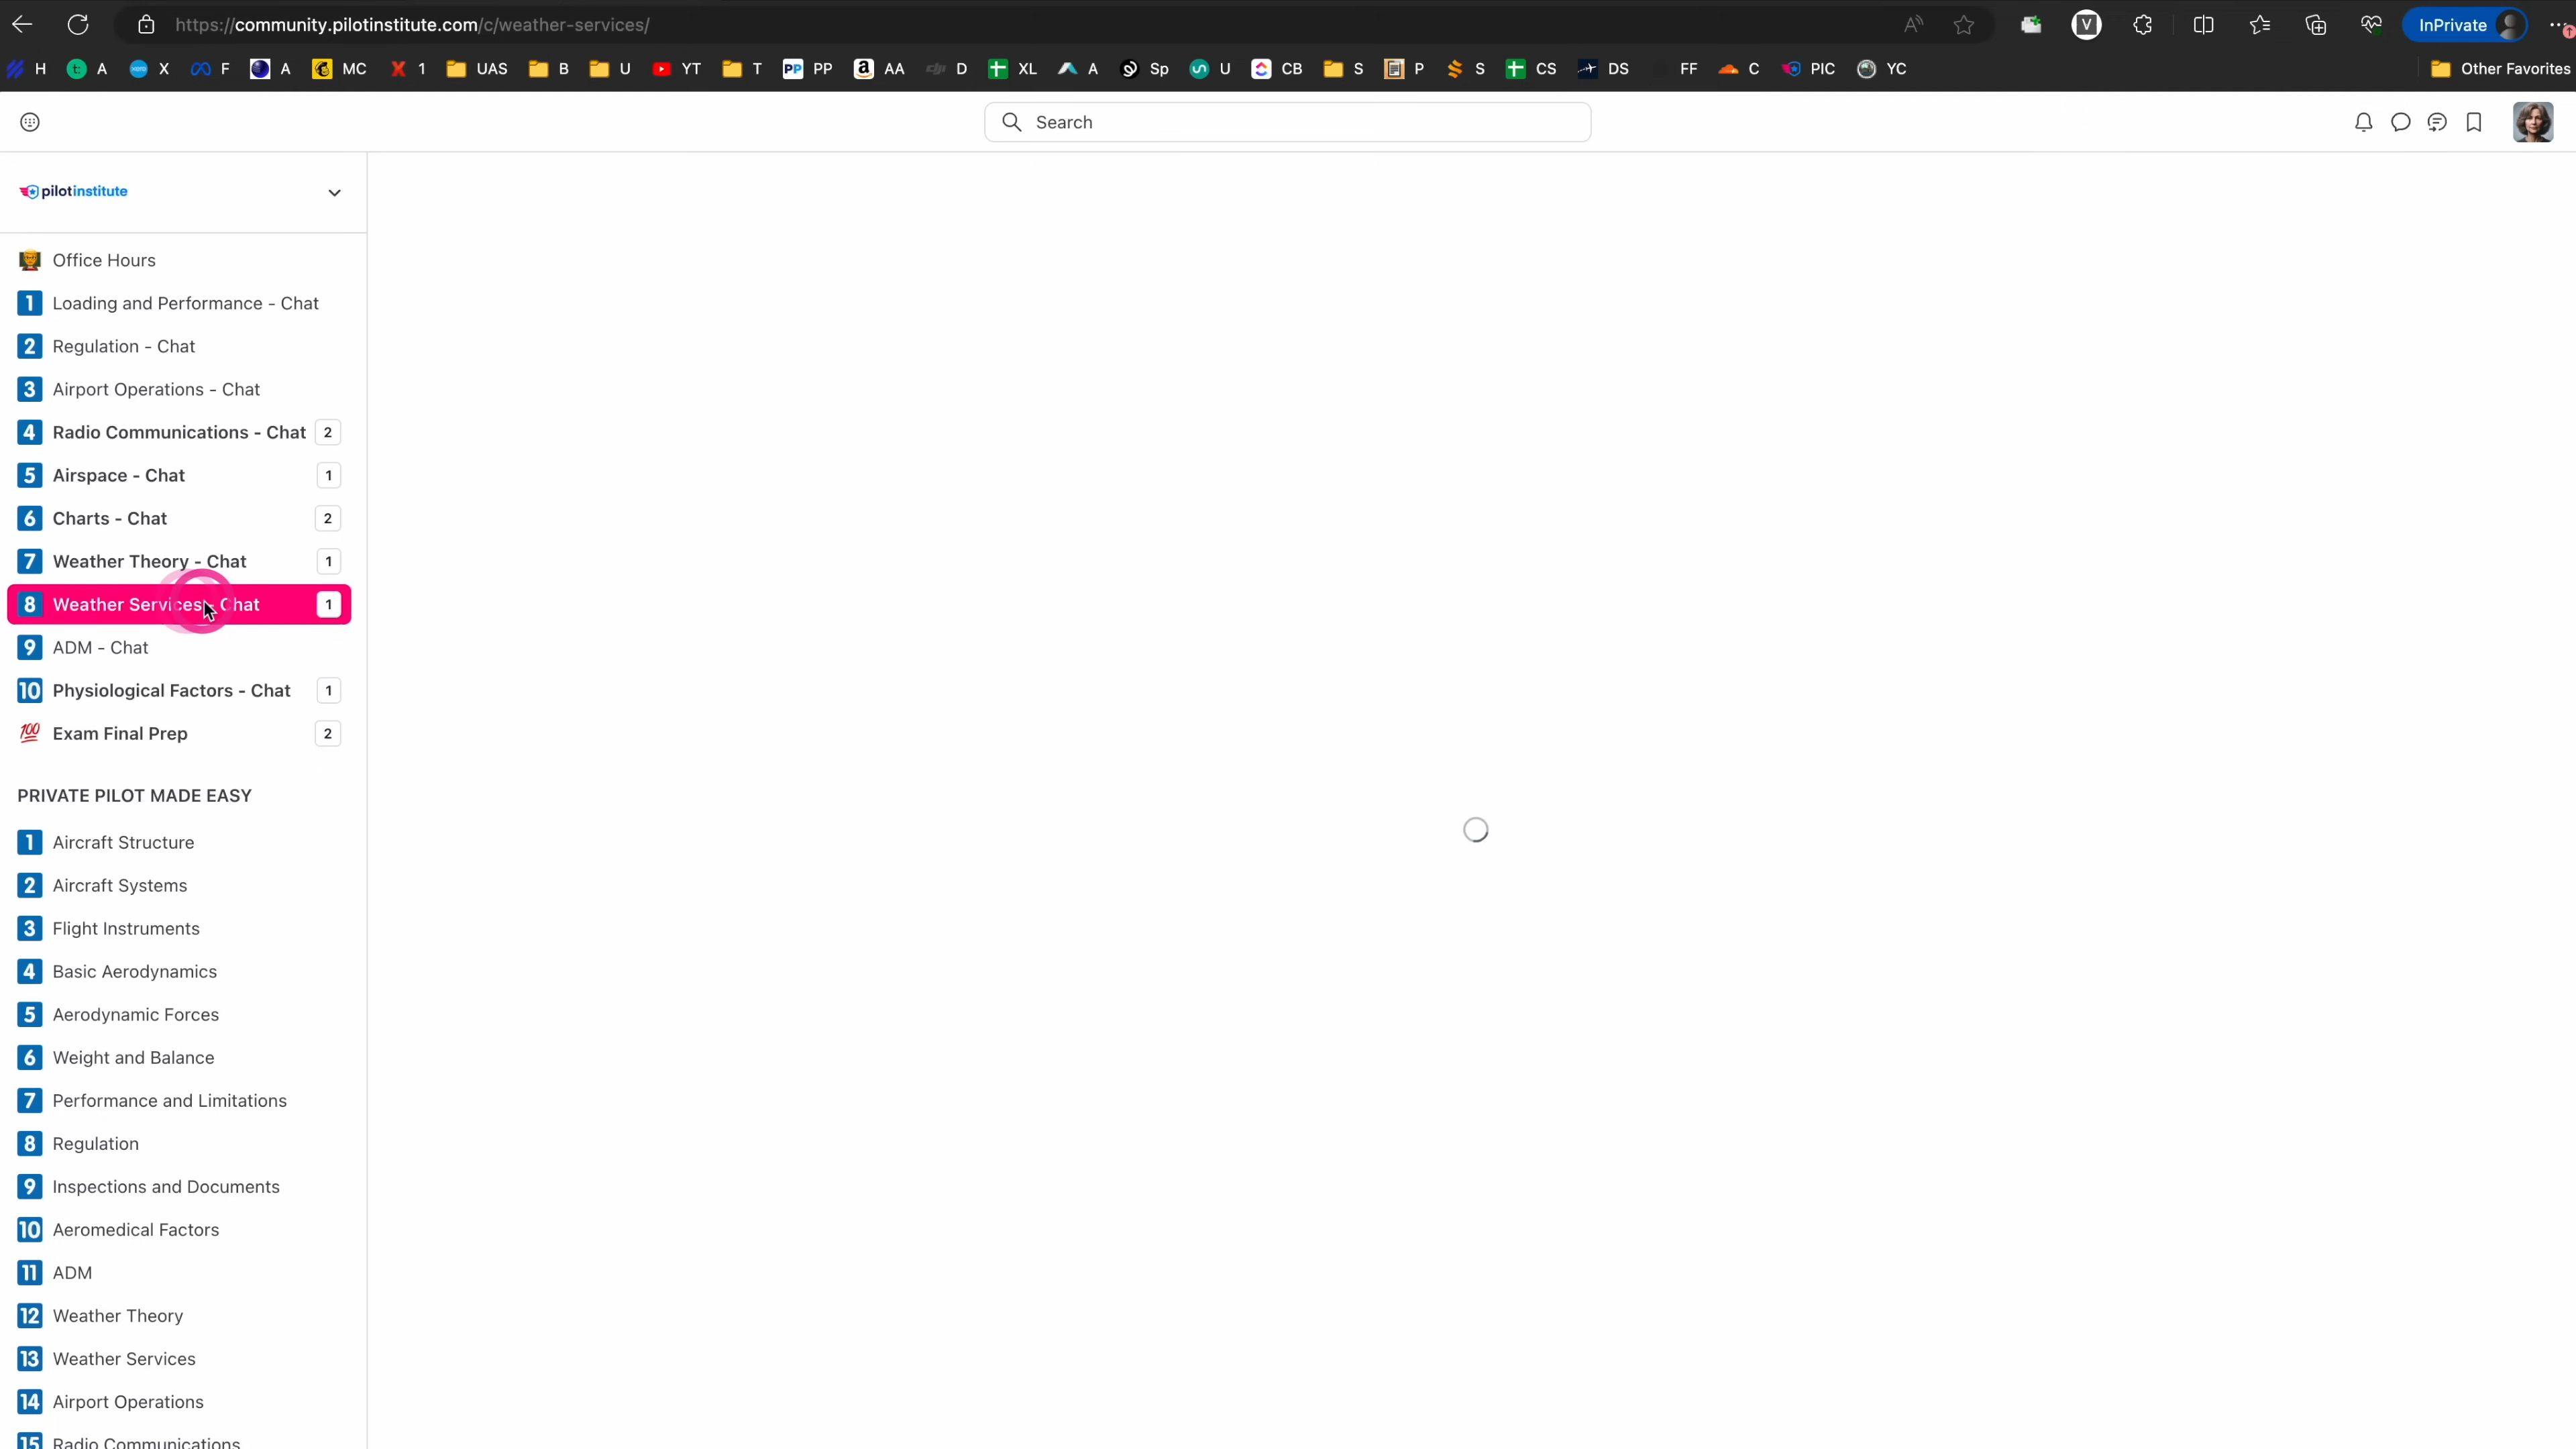 https://community.pilotinstitute.com/c/weather-services/
InPrivate
H A X F A MC 1 UAS B U YT T PP PP AA D XL A Sp U CB S P S CS DS FF C PIC YC Other Favorites
Search
pilotinstitute
Office Hours
1 Loading and Performance - Chat
2 Regulation - Chat
3 Airport Operations - Chat
4 Radio Communications - Chat 2
5 Airspace - Chat 1
6 Charts - Chat 2
7 Weather Theory - Chat 1
8 Weather Services - Chat 1
9 ADM - Chat
10 Physiological Factors - Chat 1
100 Exam Final Prep 2
PRIVATE PILOT MADE EASY
1 Aircraft Structure
2 Aircraft Systems
3 Flight Instruments
4 Basic Aerodynamics
5 Aerodynamic Forces
6 Weight and Balance
7 Performance and Limitations
8 Regulation
9 Inspections and Documents
10 Aeromedical Factors
11 ADM
12 Weather Theory
13 Weather Services
14 Airport Operations
15 Radio Communications